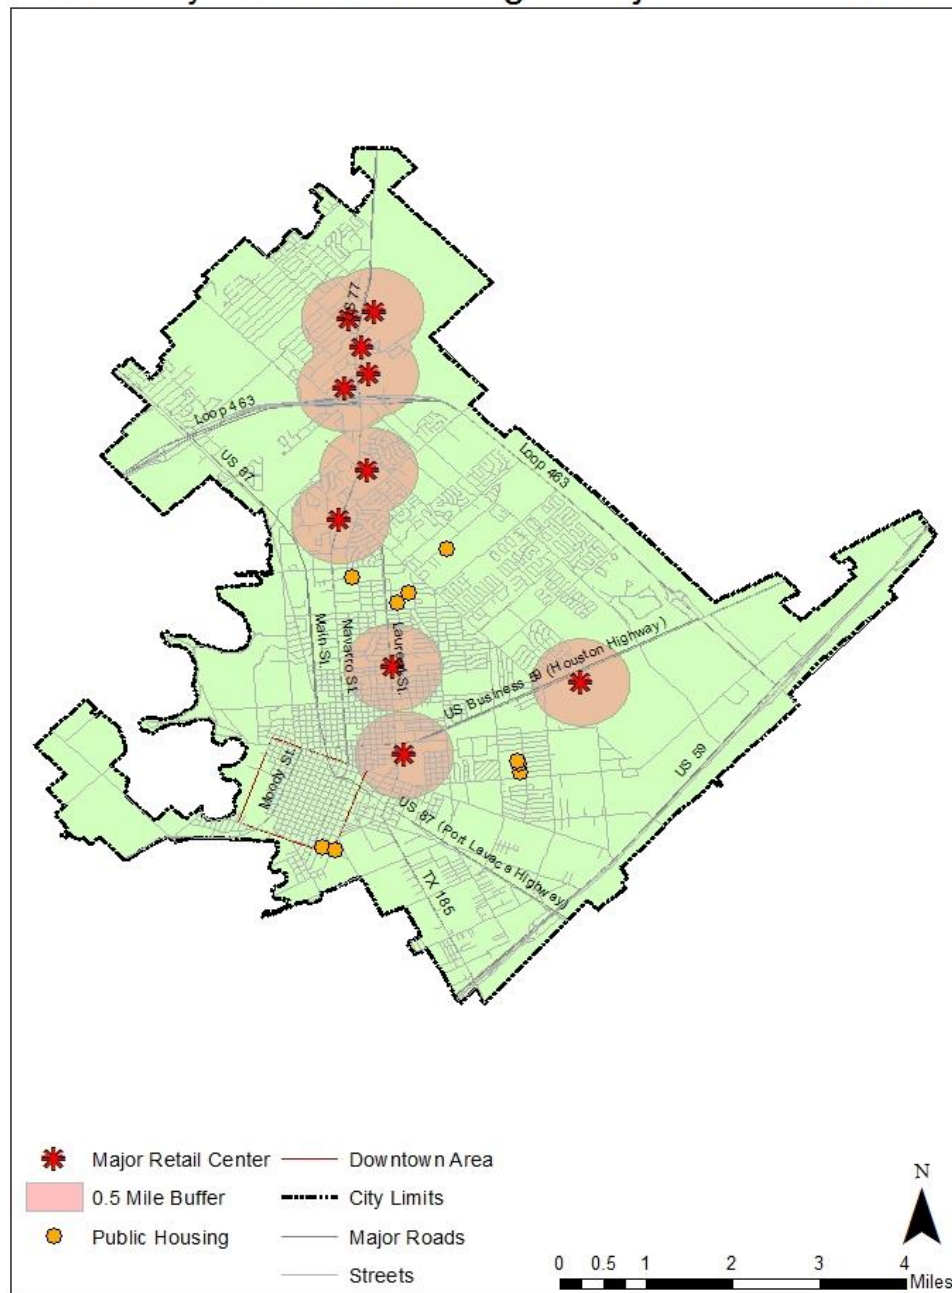 US 77
Loop 463
US 87
Loop 463
Main St.
Navarro St.
Laurent St.
US Business 59 (Houston Highway)
US 59
Moody St.
US 87 (Port Lavaca Highway)
TX 185
Major Retail Center
Downtown Area
0.5 Mile Buffer
City Limits
Public Housing
Major Roads
Streets
N
0 0.5 1 2 3 4
Miles